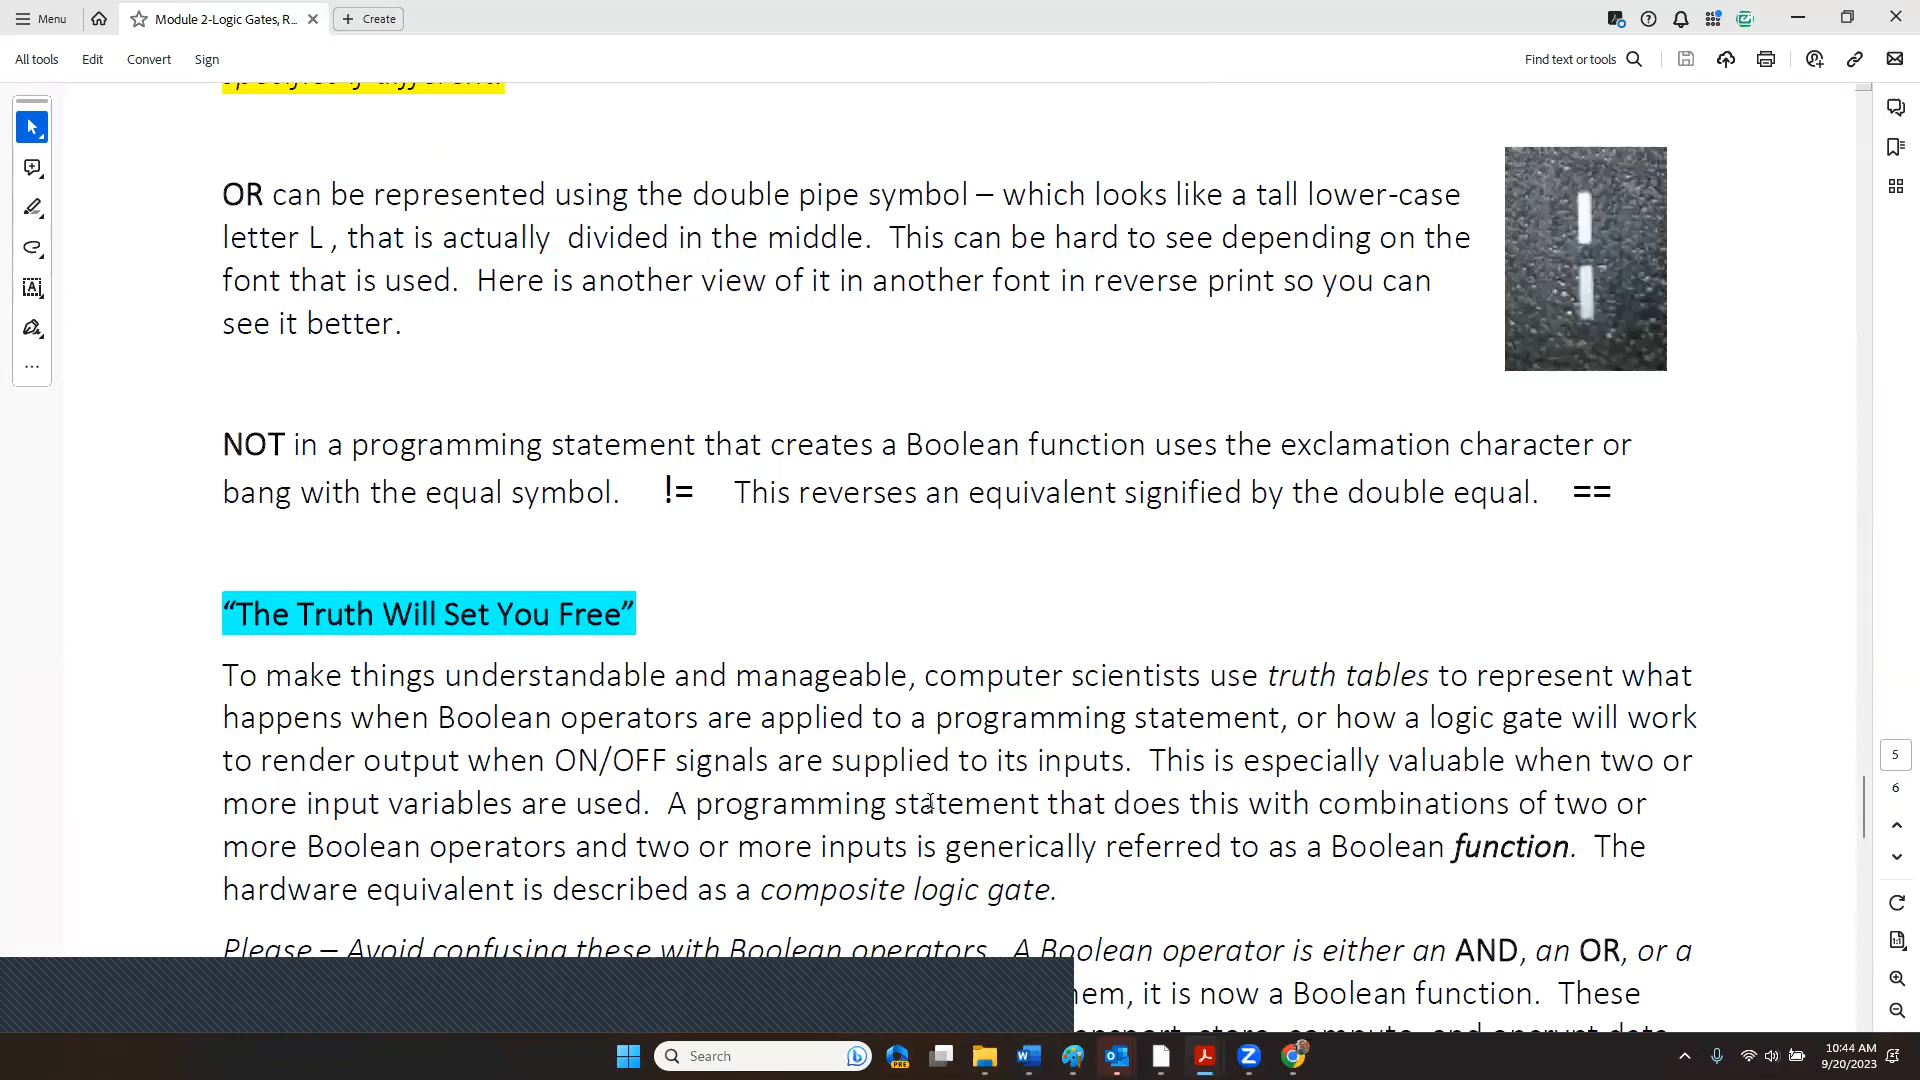 Menu
Module 2-Logic Gates, R...
Create
All tools
Edit
Convert
Sign
Find text or tools
OR can be represented using the double pipe symbol – which looks like a tall lower-case
letter L , that is actually  divided in the middle.  This can be hard to see depending on the
font that is used.  Here is another view of it in another font in reverse print so you can
see it better.
NOT in a programming statement that creates a Boolean function uses the exclamation character or
bang with the equal symbol.    !=    This reverses an equivalent signified by the double equal.   ==
“The Truth Will Set You Free”
To make things understandable and manageable, computer scientists use truth tables to represent what
happens when Boolean operators are applied to a programming statement, or how a logic gate will work
to render output when ON/OFF signals are supplied to its inputs.  This is especially valuable when two or
more input variables are used.  A programming statement that does this with combinations of two or
more Boolean operators and two or more inputs is generically referred to as a Boolean function.  The
hardware equivalent is described as a composite logic gate.
Please – Avoid confusing these with Boolean operators.  A Boolean operator is either an AND, an OR, or a
it is now a Boolean function.  These
5
6
Search
PRE
10:44 AM
9/20/2023